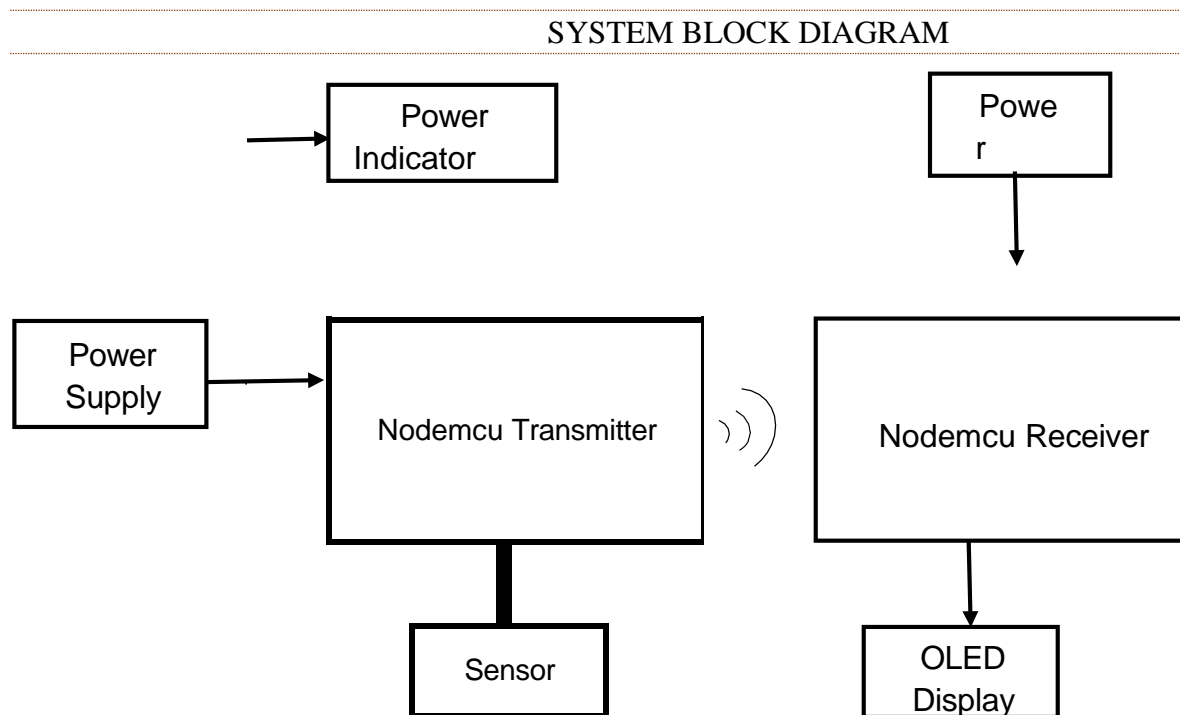 SYSTEM BLOCK DIAGRAM
Power
Indicator
Powe
r
Power
Supply
Nodemcu Transmitter
Nodemcu Receiver
Sensor
OLED
Display